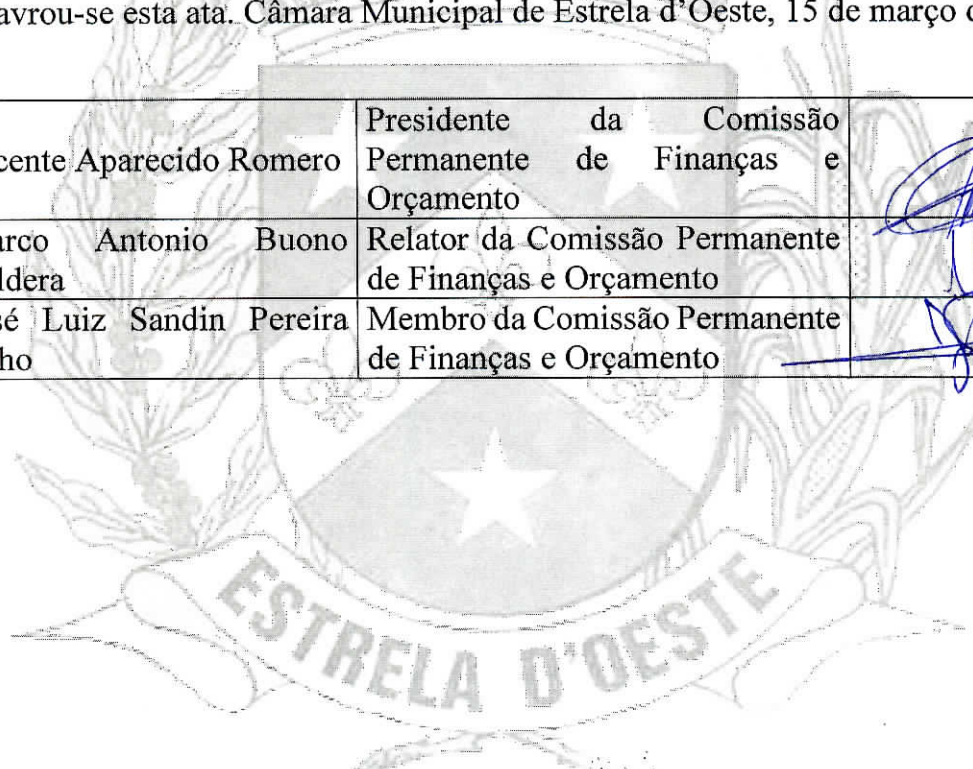 avrou-se esta ata. Câmara Municipal de Estrela d'Oeste, 15 de março d
cente Aparecido Romero
Presidente da Comissão
Permanente de Finanças e
Orçamento
arco Antonio Buono
ldera
Relator da Comissão Permanente
de Finanças e Orçamento
sé Luiz Sandin Pereira
ho
Membro da Comissão Permanente
de Finanças e Orçamento
ESTRELA D'OESTE